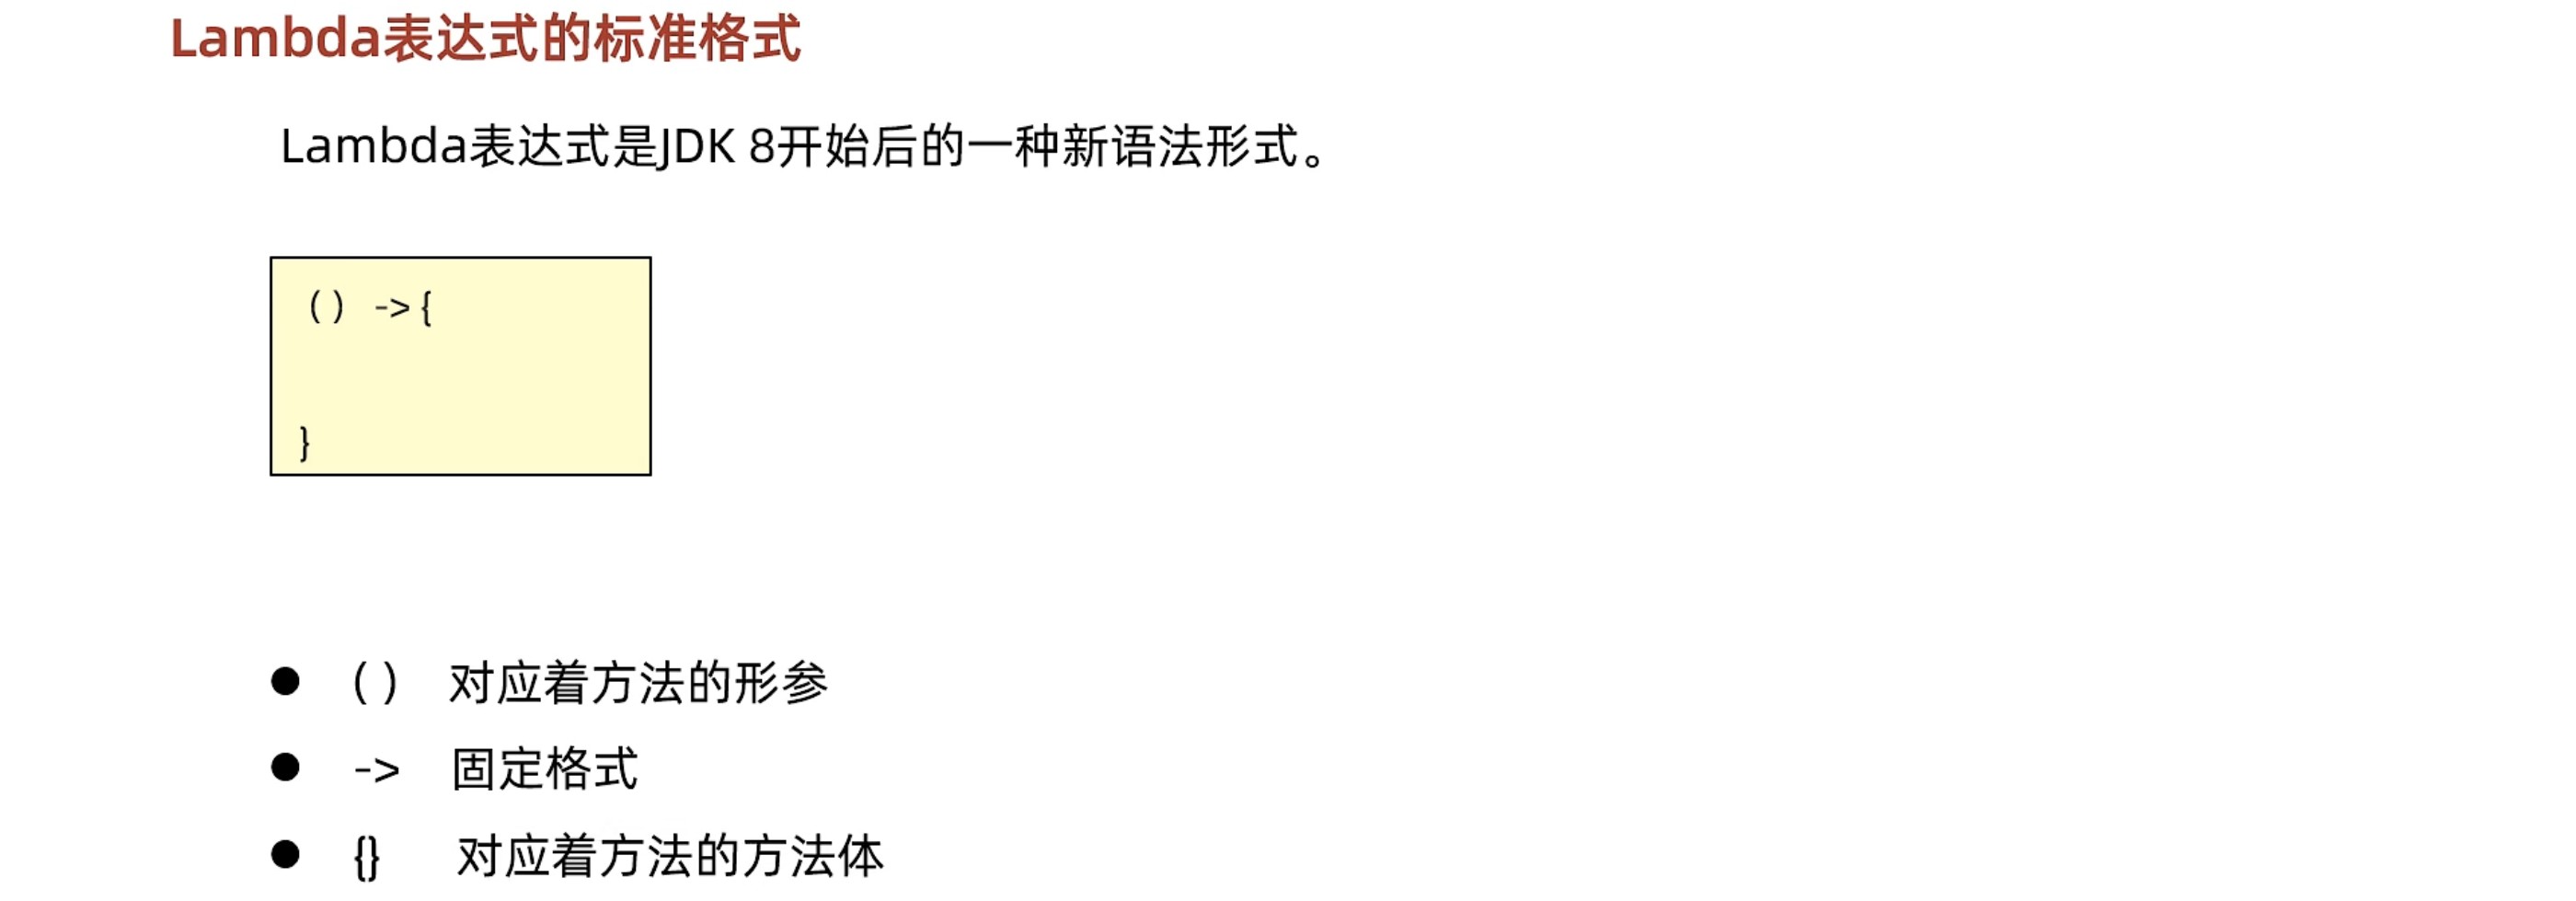 Lambda表达式的标准格式
Lambda表达式是JDK 8开始后的一种新语法形式。
() -> {
}
● () 对应着方法的形参
● -> 固定格式
● {} 对应着方法的方法体